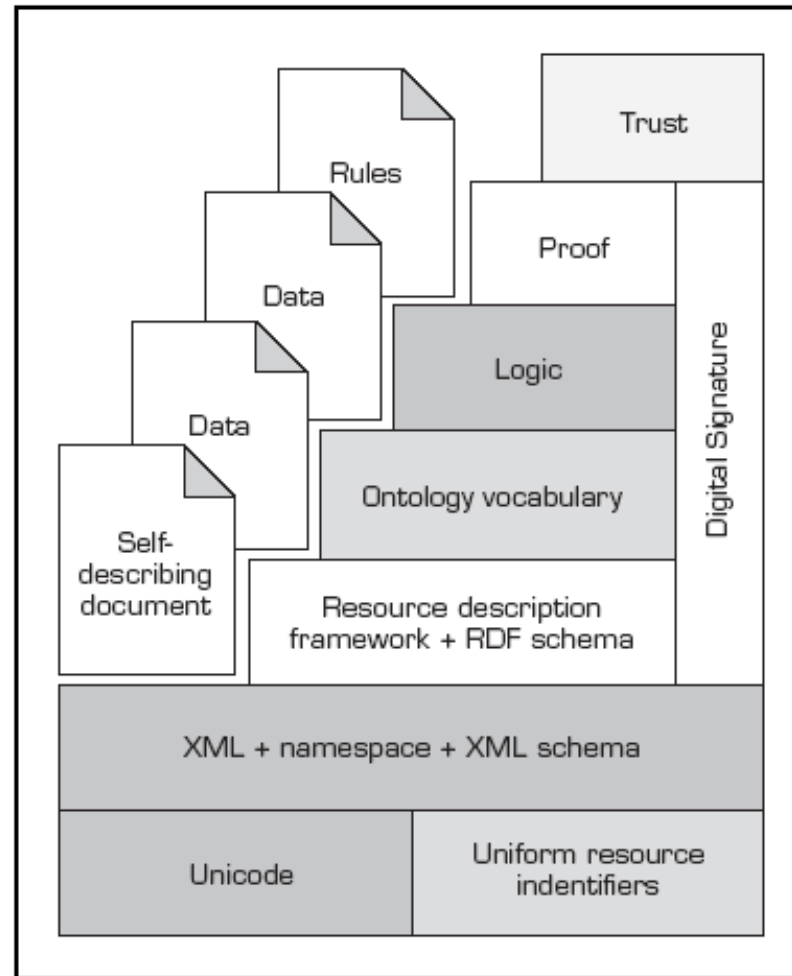 Trust
Rules
Proof
Data
Logic
Data
Ontology vocabulary
Digital Signature
Self-
describing
document
Resource description
framework + RDF schema
XML + namespace + XML schema
Unicode
Uniform resource
indentifiers